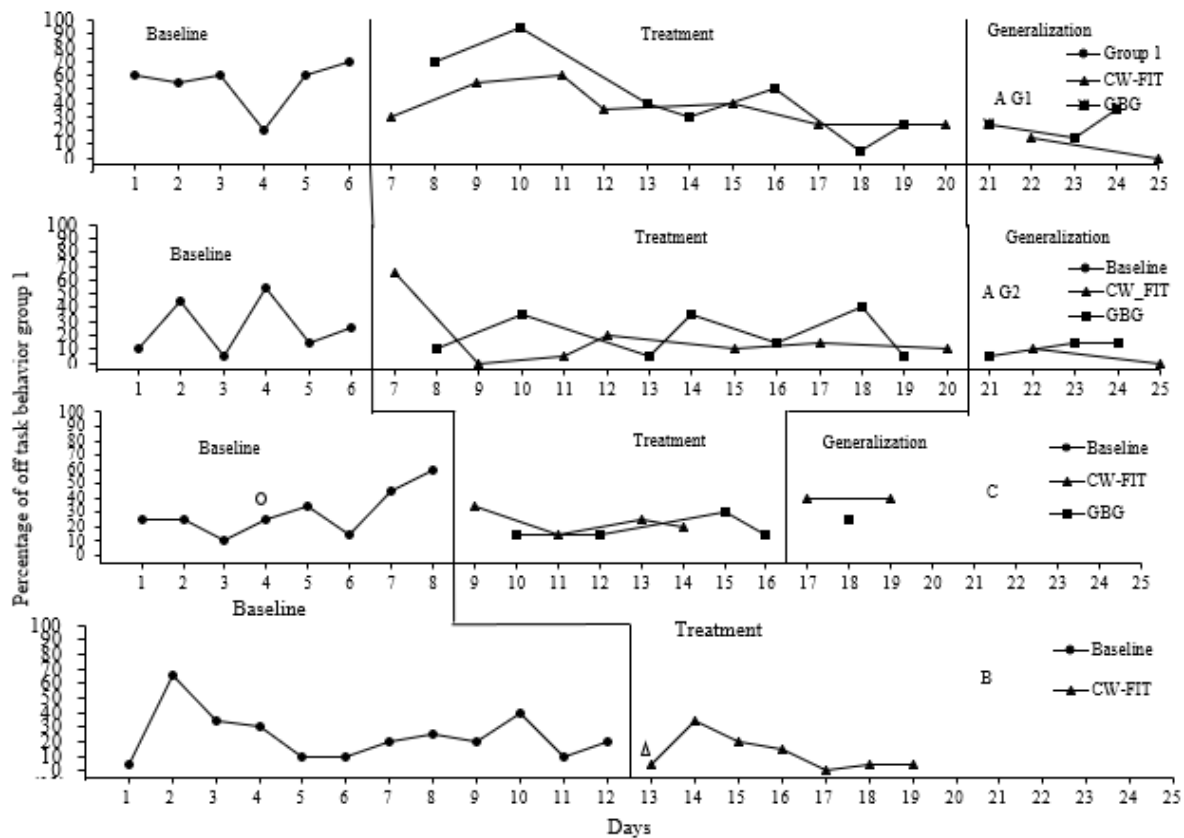 Percentage of off task behavior group 1
100
90
80
70
60
50
40
30
20
10
0
Baseline
Treatment
Generalization
Group 1
CW-FIT
GBG
A G1
1 2 3 4 5 6 7 8 9 10 11 12 13 14 15 16 17 18 19 20 21 22 23 24 25
100
90
80
70
60
50
40
30
20
10
0
Baseline
Treatment
Generalization
Baseline
CW_FIT
GBG
A G2
1 2 3 4 5 6 7 8 9 10 11 12 13 14 15 16 17 18 19 20 21 22 23 24 25
100
90
80
70
60
50
40
30
20
10
0
Baseline
Treatment
Generalization
Baseline
CW-FIT
GBG
C
O
1 2 3 4 5 6 7 8 9 10 11 12 13 14 15 16 17 18 19 20 21 22 23 24 25
100
90
80
70
60
50
40
30
20
10
0
Baseline
Treatment
Baseline
CW-FIT
B
1 2 3 4 5 6 7 8 9 10 11 12 13 14 15 16 17 18 19 20 21 22 23 24 25
Days